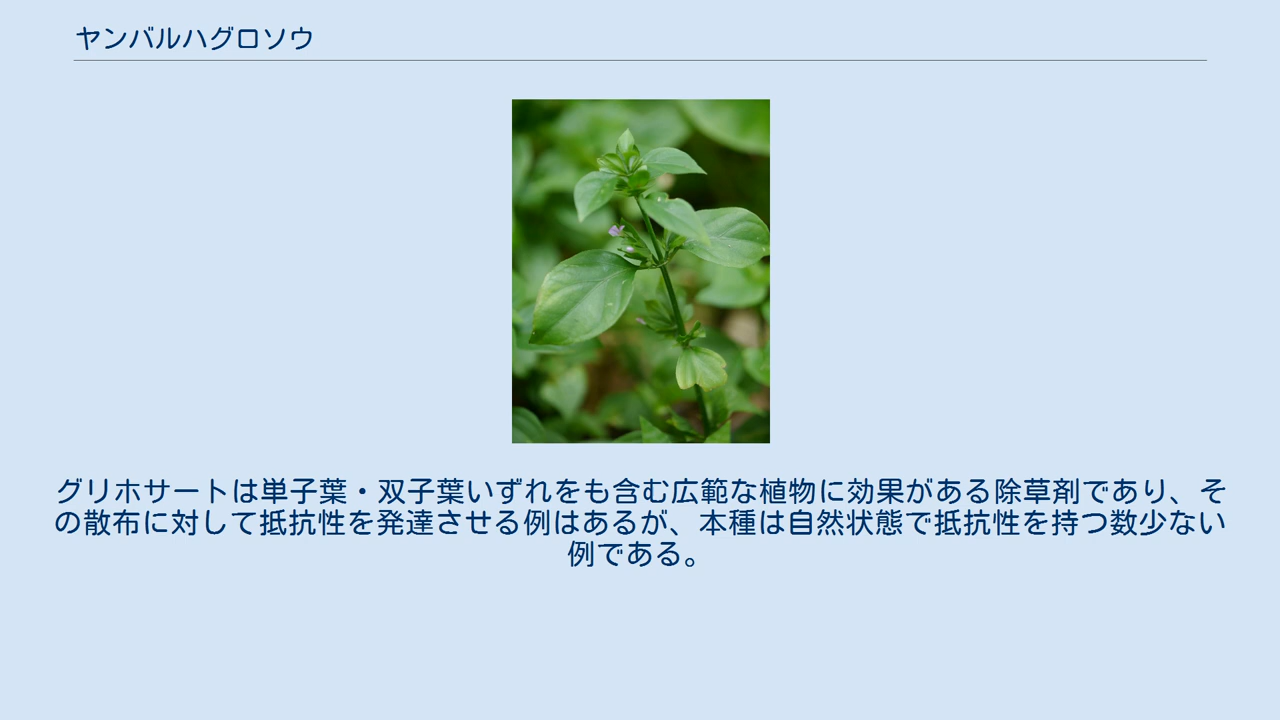 ヤンバルハグロソウ
グリホサートは単子葉・双子葉いずれをも含む広範な植物に効果がある除草剤であり、そ
の散布に対して抵抗性を発達させる例はあるが、本種は自然状態で抵抗性を持つ数少ない
例である。